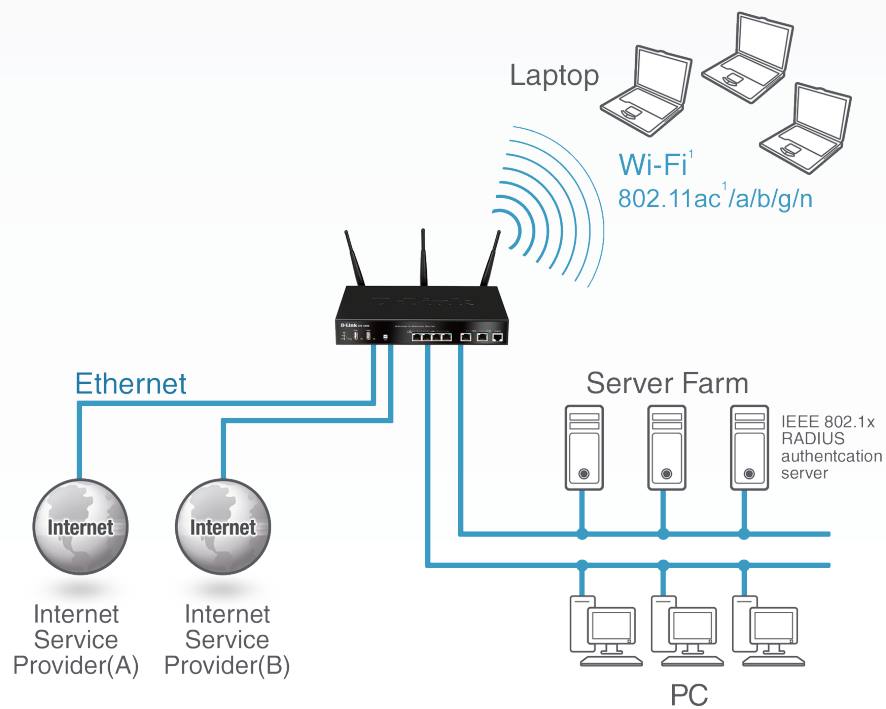 Laptop
Wi-Fi1
802.11ac1/a/b/g/n
D-Link
Ethernet
Server Farm
IEEE 802.1x
RADIUS
authentcation
server
Internet
Internet
Internet
Service
Provider(A)
Internet
Service
Provider(B)
PC